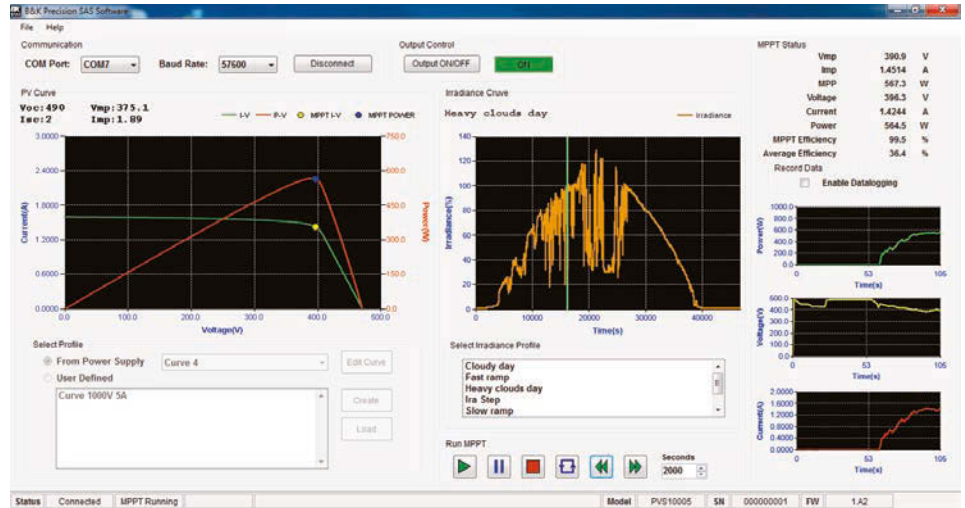 B&K Precision SAS Software
File Help
Communication
COM Port: COM7 Baud Rate: 57600 Disconnect
Output Control
Output ON/OFF ON
PV Curve
Voc:490 Vmp:375.1
Isc:2 Imp:1.89
I-V P-V MPPT I-V MPPT POWER
3.0000
2.4000
1.8000
1.2000
0.6000
0.0000
Current(A)
750.0
600.0
450.0
300.0
150.0
0.0
Power(W)
0.0 100.0 200.0 300.0 400.0 500.0
Voltage(V)
Select Profile
From Power Supply Curve 4 Edit Curve
User Defined
Curve 1000V 5A
Create
Load
Irradiance Cruve
Heavy clouds day
Irradiance
140
120
100
80
60
40
20
0
Irradiance(%)
0 10000 20000 30000 40000
Time(s)
Select Irradiance Profile
Cloudy day
Fast ramp
Heavy clouds day
Ira Step
Slow ramp
Run MPPT
Seconds
2000
MPPT Status
Vmp 390.9 V
Imp 1.4514 A
MPP 567.3 W
Voltage 396.3 V
Current 1.4244 A
Power 564.5 W
MPPT Efficiency 99.5 %
Average Efficiency 36.4 %
Record Data
Enable Datalogging
1000.0
800.0
600.0
400.0
200.0
0.0
Power(W)
0 53 105
Time(s)
600.0
400.0
300.0
200.0
100.0
0.0
Voltage(V)
0 53 105
Time(s)
2.0000
1.6000
1.2000
0.8000
0.4000
0.0000
Current(A)
0 53 105
Time(s)
Status Connected MPPT Running Model PVS10005 SN 000000001 FW 1.A2